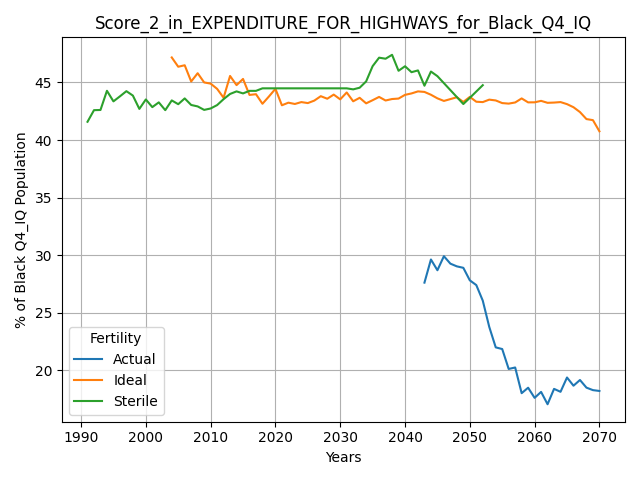 Score_2_in_EXPENDITURE_FOR_HIGHWAYS_for_Black_Q4_IQ
% of Black Q4_IQ Population
45
40
35
30
25
20
Fertility
Actual
Ideal
Sterile
1990 2000 2010 2020 2030 2040 2050 2060 2070
Years